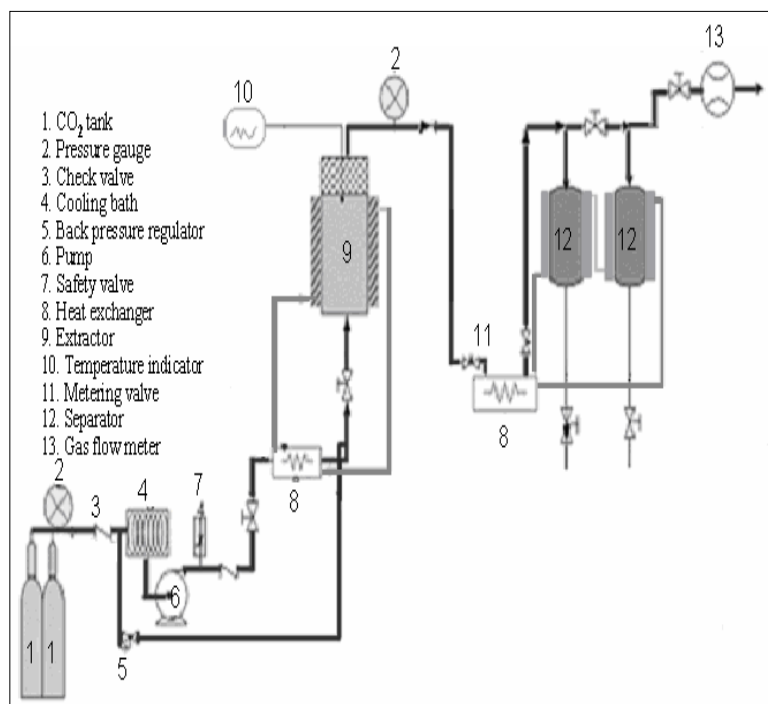 13
2
10
1. CO₂ tank
2. Pressure gauge
3. Check valve
4. Cooling bath
5. Back pressure regulator
6. Pump
7. Safety valve
8. Heat exchanger
9. Extractor
10. Temperature indicator
11. Metering valve
12. Separator
13. Gas flow meter
9
12 12
11
8
2
3
4
7
8
6
1 1
5